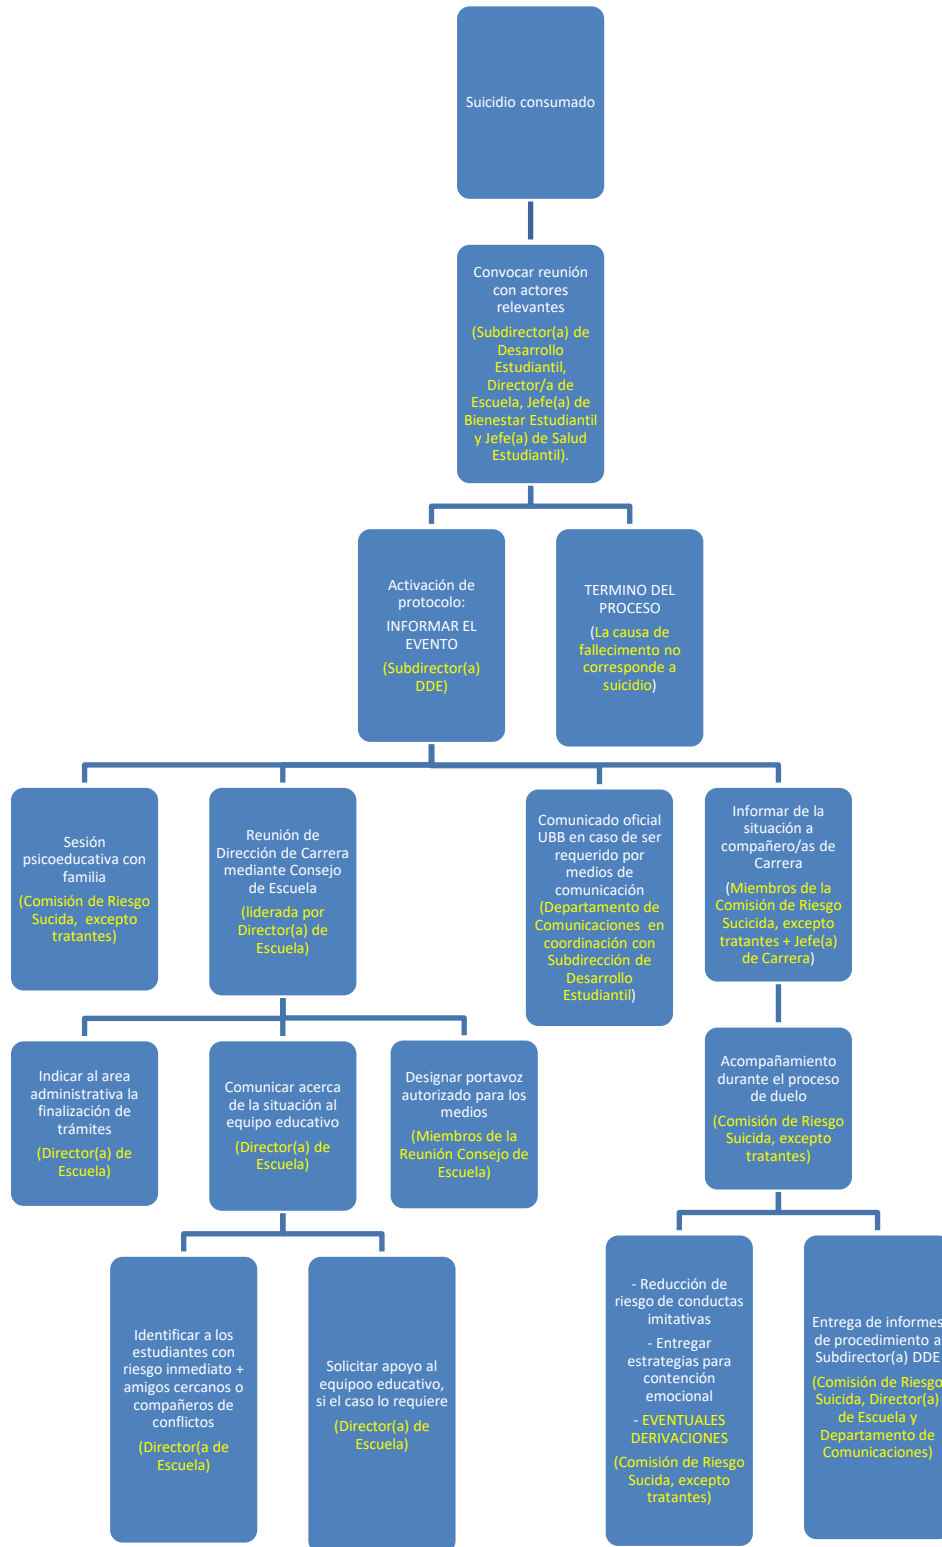 Suicidio consumado
Convocar reunión
con actores
relevantes
(Subdirector(a) de
Desarrollo
Estudiantil,
Director/a de
Escuela, Jefe(a) de
Bienestar Estudiantil
y Jefe(a) de Salud
Estudiantil).
Activación de
protocolo:
INFORMAR EL
EVENTO
(Subdirector(a)
DDE)
TERMINO DEL
PROCESO
(La causa de
fallecimento no
corresponde a
suicidio)
Sesión
psicoeducativa con
familia
(Comisión de Riesgo
Sucida, excepto
tratantes)
Reunión de
Dirección de Carrera
mediante Consejo
de Escuela
(liderada por
Director(a) de
Escuela)
Comunicado oficial
UBB en caso de ser
requerido por
medios de
comunicación
(Departamento de
Comunicaciones en
coordinación con
Subdirección de
Desarrollo
Estudiantil)
Informar de la
situación a
compañero/as de
Carrera
(Miembros de la
Comisión de Riesgo
Sucicida, excepto
tratantes + Jefe(a)
de Carrera)
Indicar al area
administrativa la
finalización de
trámites
(Director(a) de
Escuela)
Comunicar acerca
de la situación al
equipo educativo
(Director(a) de
Escuela)
Designar portavoz
autorizado para los
medios
(Miembros de la
Reunión Consejo de
Escuela)
Acompañamiento
durante el proceso
de duelo
(Comisión de Riesgo
Suicida, excepto
tratantes)
Identificar a los
estudiantes con
riesgo inmediato +
amigos cercanos o
compañeros de
conflictos
(Director(a de
Escuela)
Solicitar apoyo al
equipoo educativo,
si el caso lo requiere
(Director(a) de
Escuela)
- Reducción de
riesgo de conductas
imitativas
- Entregar
estrategias para
contención
emocional
- EVENTUALES
DERIVACIONES
(Comisión de Riesgo
Sucida, excepto
tratantes)
Entrega de informes
de procedimiento a
Subdirector(a) DDE
(Comisión de Riesgo
Suicida, Director(a)
de Escuela y
Departamento de
Comunicaciones)